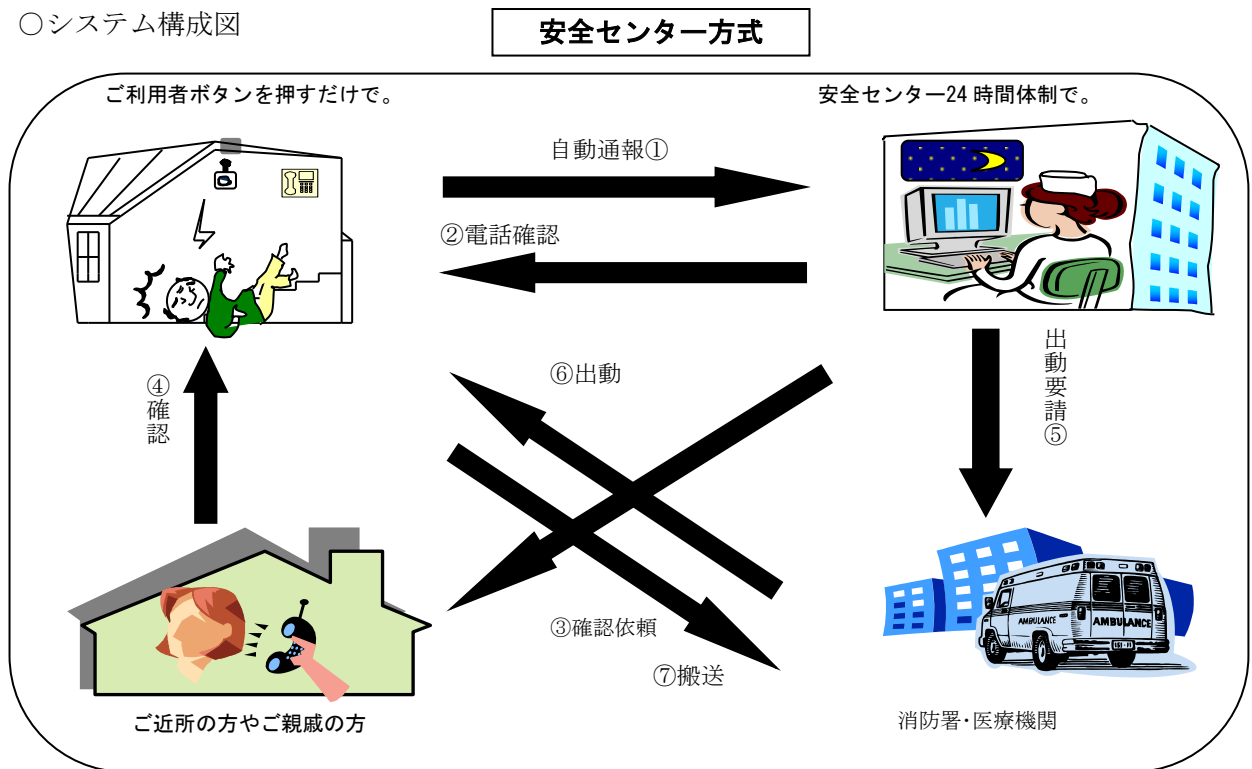 ○システム構成図
安全センター方式
ご利用者ボタンを押すだけで。
安全センター24時間体制で。
自動通報①
②電話確認
④確認
⑥出動
出動要請⑤
③確認依頼
⑦搬送
AMBULANCE
AMBULANCE
ご近所の方やご親戚の方
消防署・医療機関